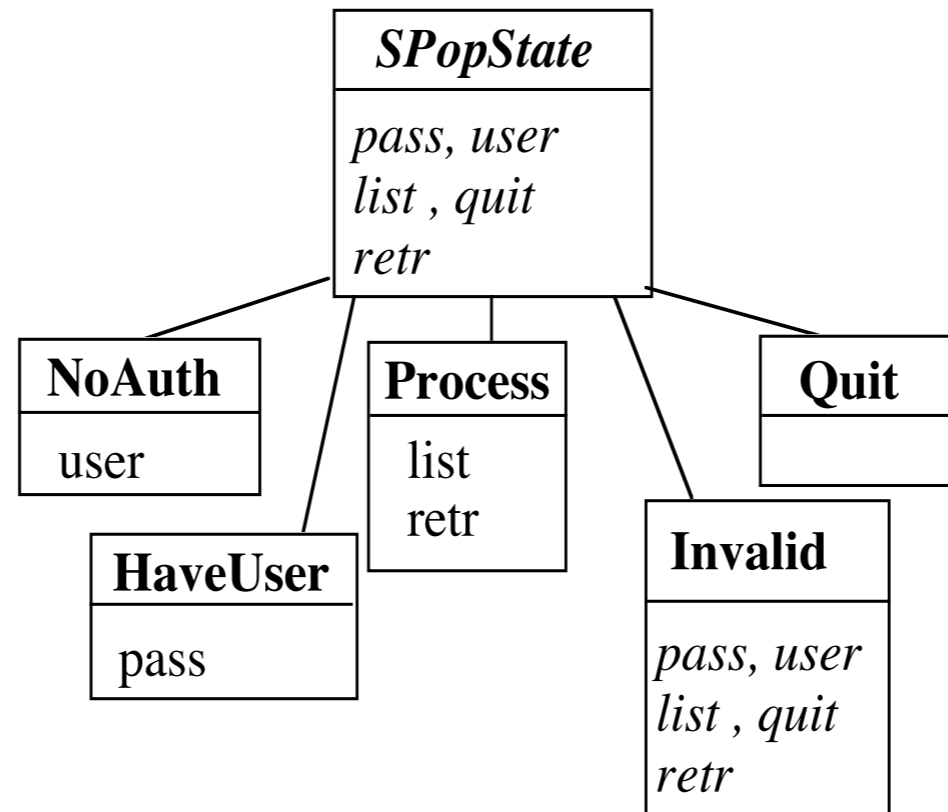 SPopState
pass, user
list , quit
retr
NoAuth
user
Process
list
retr
Quit
HaveUser
pass
Invalid
pass, user
list , quit
retr